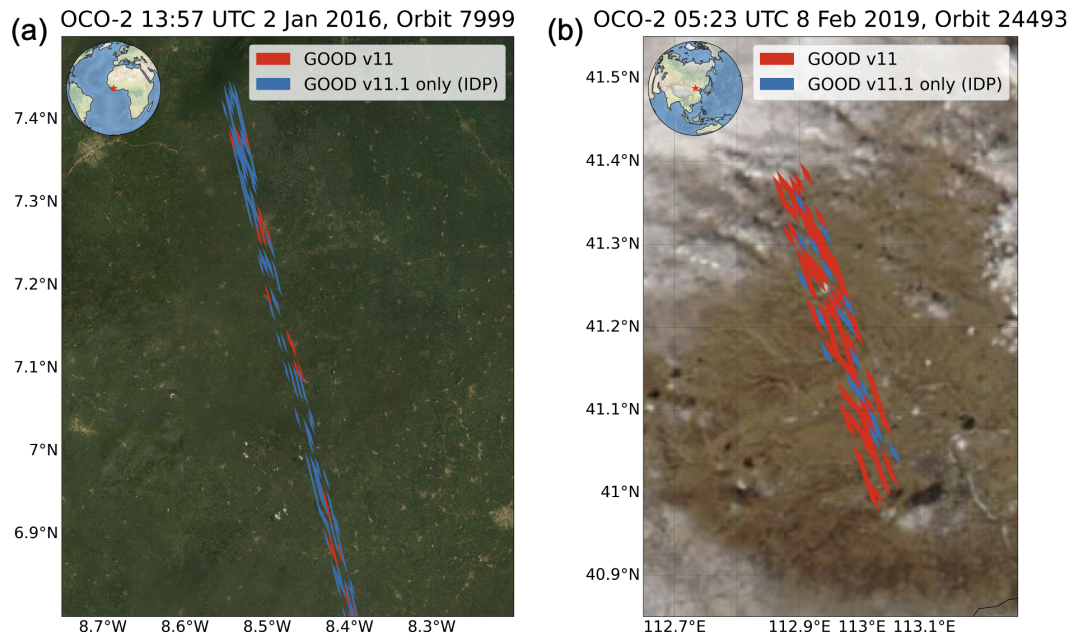 (a)
OCO-2 13:57 UTC 2 Jan 2016, Orbit 7999
GOOD v11
GOOD v11.1 only (IDP)
7.4°N
7.3°N
7.2°N
7.1°N
7°N
6.9°N
8.7°W 8.6°W 8.5°W 8.4°W 8.3°W
(b)
OCO-2 05:23 UTC 8 Feb 2019, Orbit 24493
GOOD v11
GOOD v11.1 only (IDP)
41.5°N
41.4°N
41.3°N
41.2°N
41.1°N
41°N
40.9°N
112.7°E 112.9°E 113°E 113.1°E